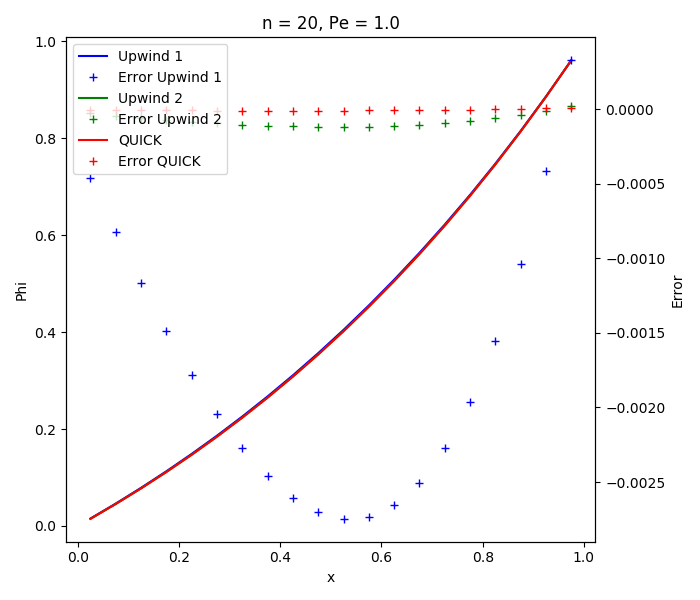 n = 20, Pe = 1.0
Upwind 1
Error Upwind 1
Upwind 2
Error Upwind 2
QUICK
Error QUICK
1.0
0.8
0.6
0.4
0.2
0.0
Phi
0.0000
−0.0005
−0.0010
−0.0015
−0.0020
−0.0025
Error
0.0 0.2 0.4 0.6 0.8 1.0
x